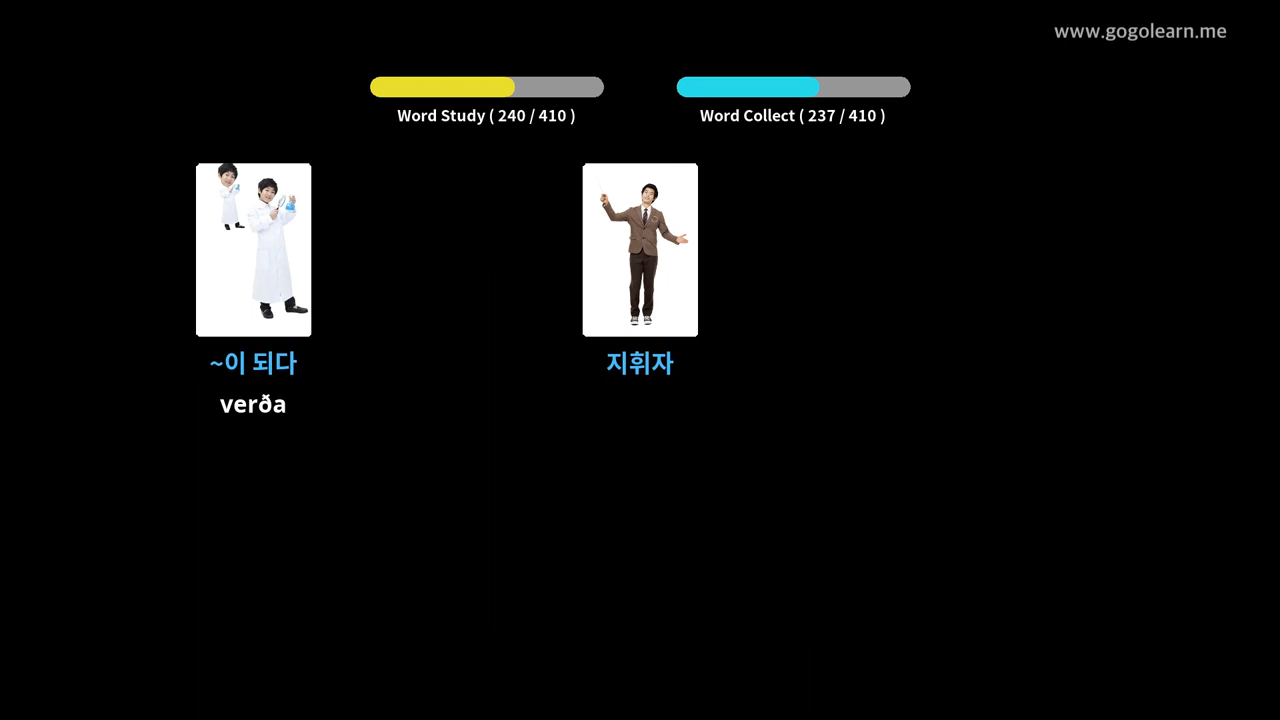 www.gogolearn.me
Word Study ( 240 / 410 )
Word Collect ( 237 / 410 )
~이 되다
verða
지휘자